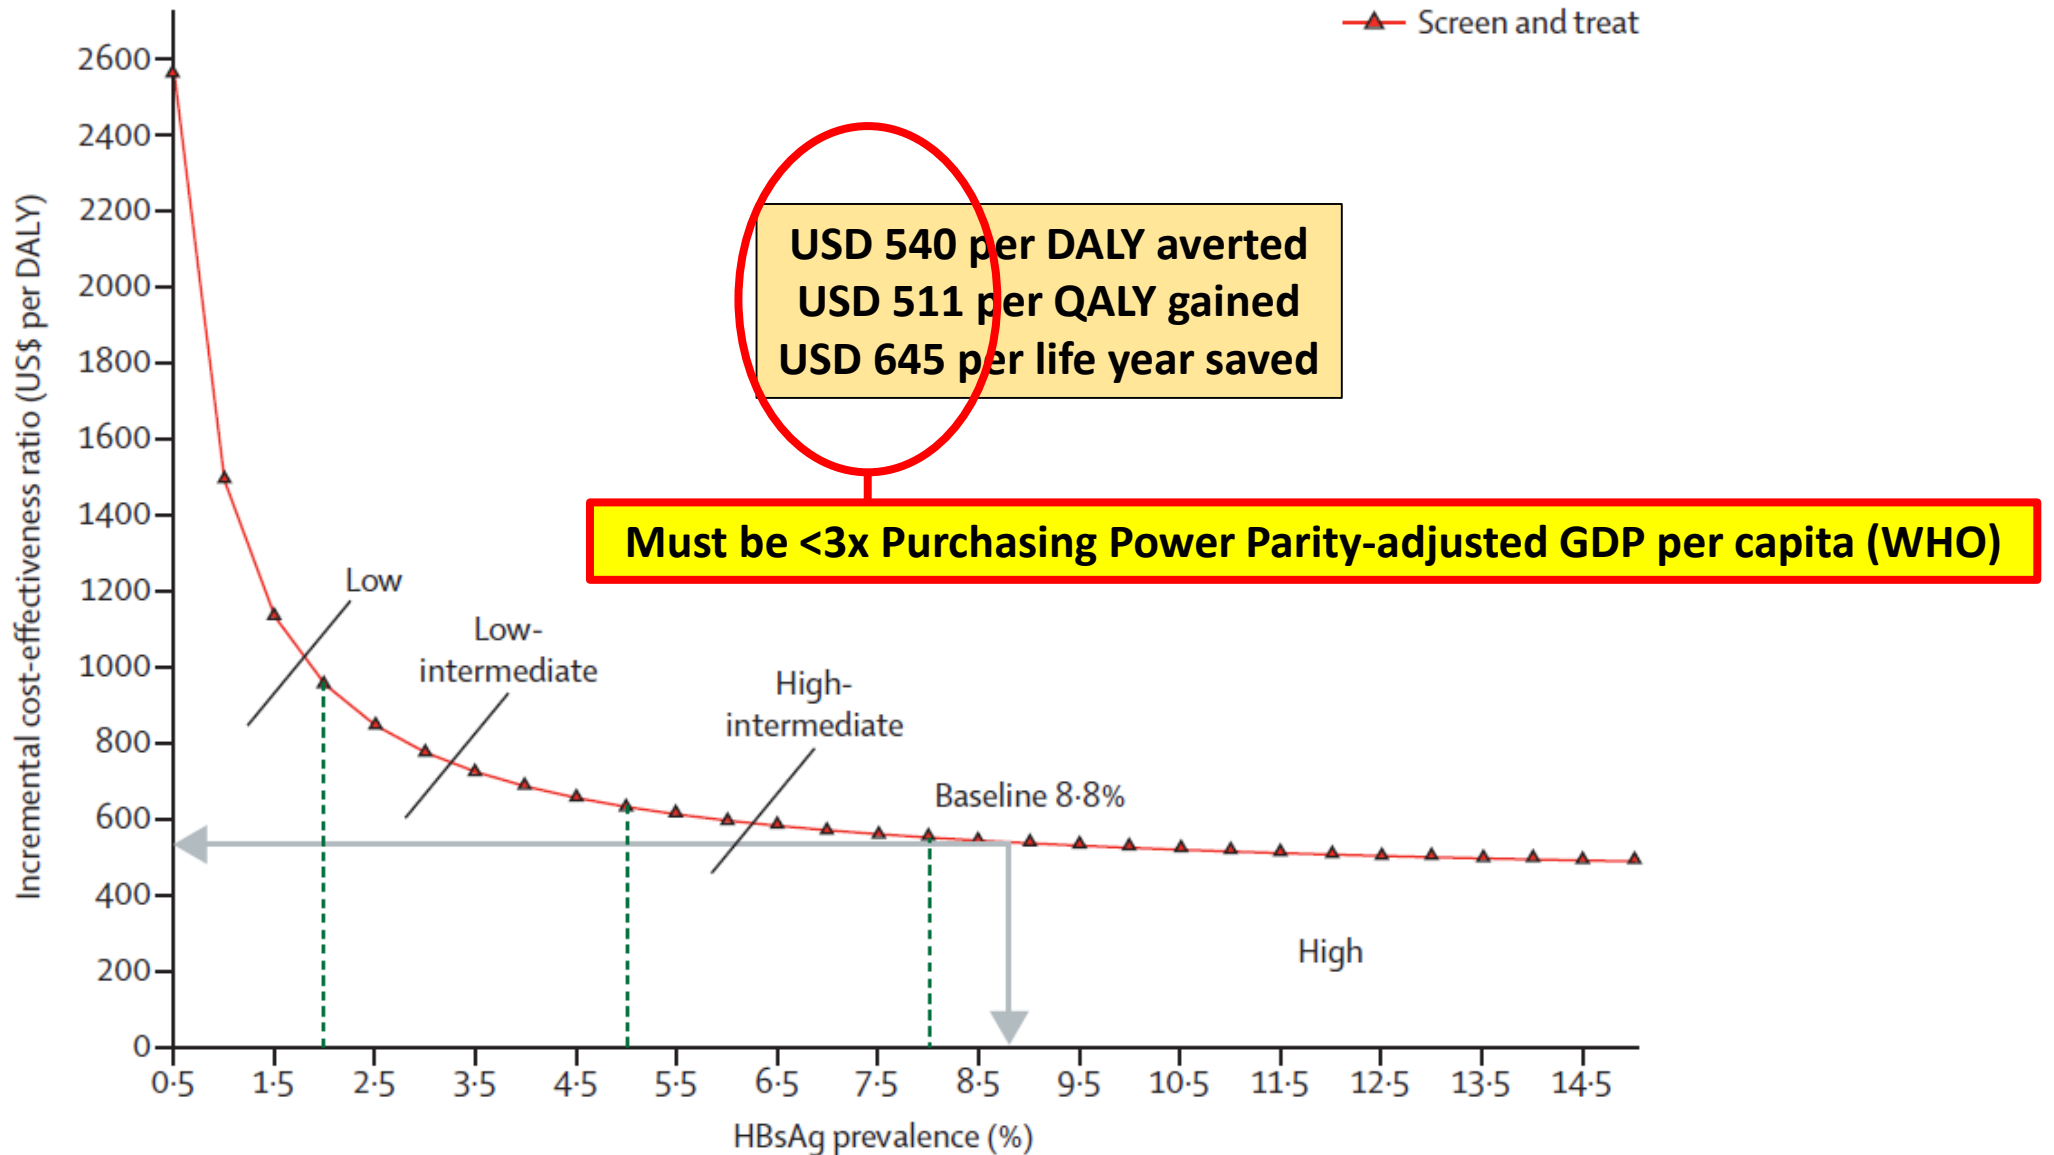 Screen and treat
Incremental cost-effectiveness ratio (US$ per DALY)
2600
2400
2200
2000
1800
1600
1400
1200
1000
800
600
400
200
0
USD 540 per DALY averted
USD 511 per QALY gained
USD 645 per life year saved
Must be <3x Purchasing Power Parity-adjusted GDP per capita (WHO)
Low
Low-
intermediate
High-
intermediate
Baseline 8·8%
High
0·5 1·5 2·5 3·5 4·5 5·5 6·5 7·5 8·5 9·5 10·5 11·5 12·5 13·5 14·5
HBsAg prevalence (%)